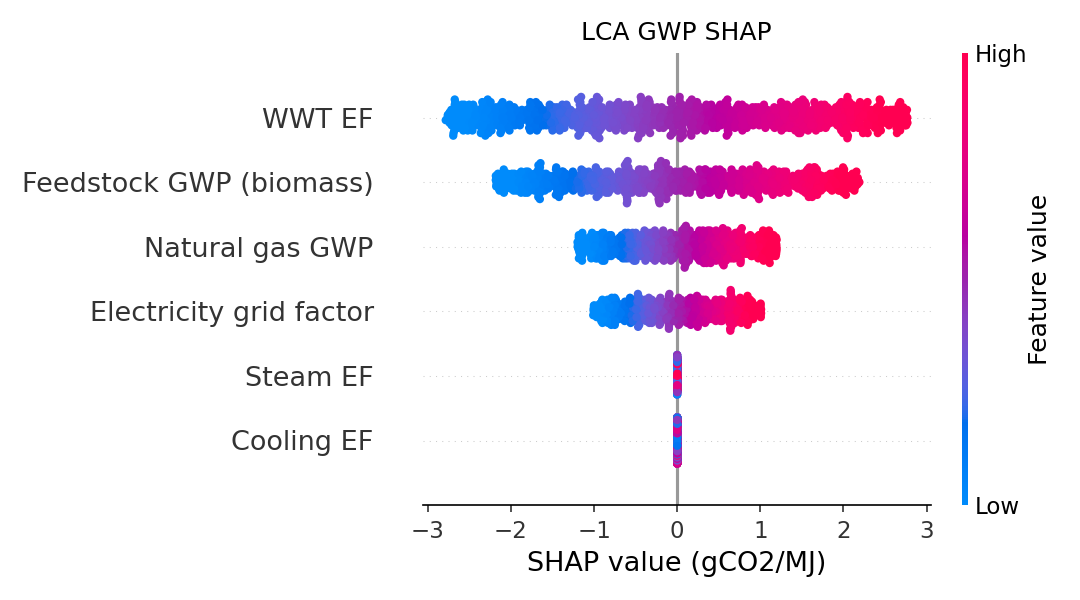 LCA GWP SHAP
High
WWT EF
Feedstock GWP (biomass)
Natural gas GWP
Electricity grid factor
Steam EF
Cooling EF
Feature value
Low
−3 −2 −1 0 1 2 3
SHAP value (gCO2/MJ)